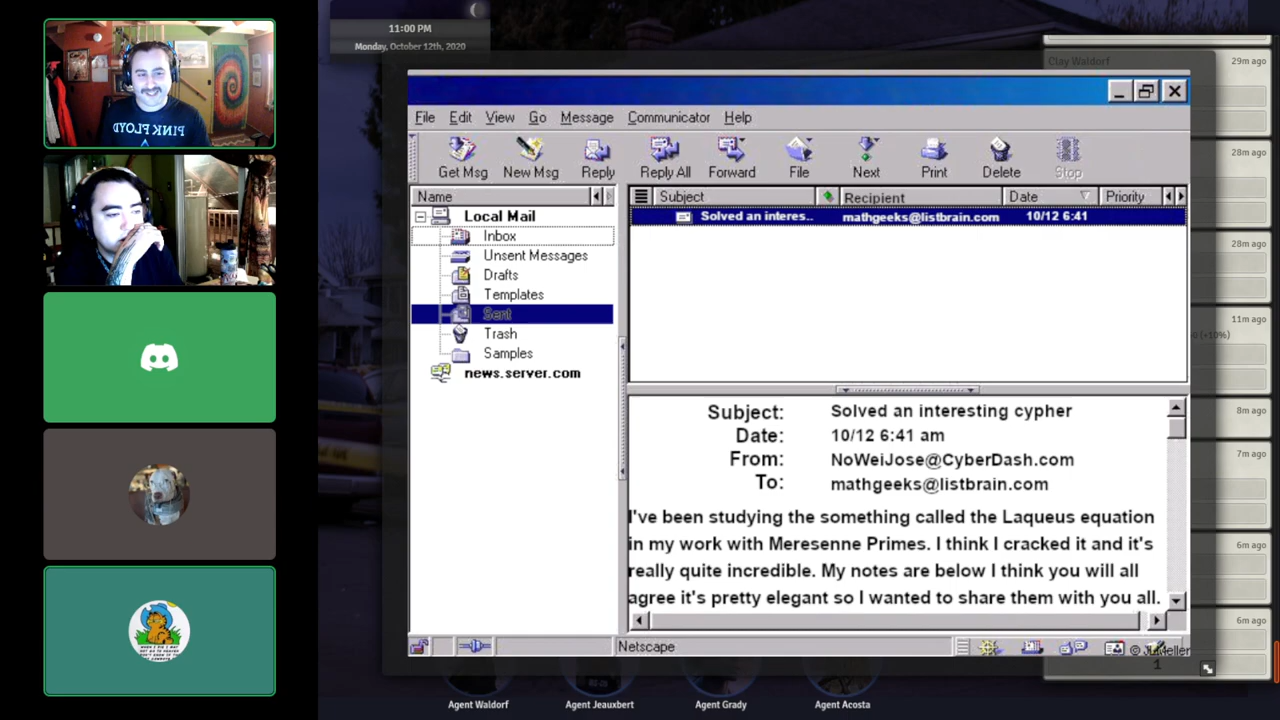 11:00 PM
Monday, October 12th, 2020
Clay Waldorf
29m ago
28m ago
28m ago
11m ago
0 (+10%)
8m ago
7m ago
6m ago
6m ago
PINK FLOYD
File Edit View Go Message Communicator Help
Get Msg New Msg Reply Reply All Forward File Next Print Delete Stop
Name
Local Mail
Inbox
Unsent Messages
Drafts
Templates
Sent
Trash
Samples
news.server.com
Subject Recipient Date Priority
Solved an interes.. mathgeeks@listbrain.com 10/12 6:41
Subject: Solved an interesting cypher
Date: 10/12 6:41 am
From: NoWeiJose@CyberDash.com
To: mathgeeks@listbrain.com
I've been studying the something called the Laqueus equation
in my work with Meresenne Primes. I think I cracked it and it's
really quite incredible. My notes are below I think you will all
agree it's pretty elegant so I wanted to share them with you all.
Netscape
1
Agent Waldorf
Agent Jeauxbert
Agent Grady
Agent Acosta